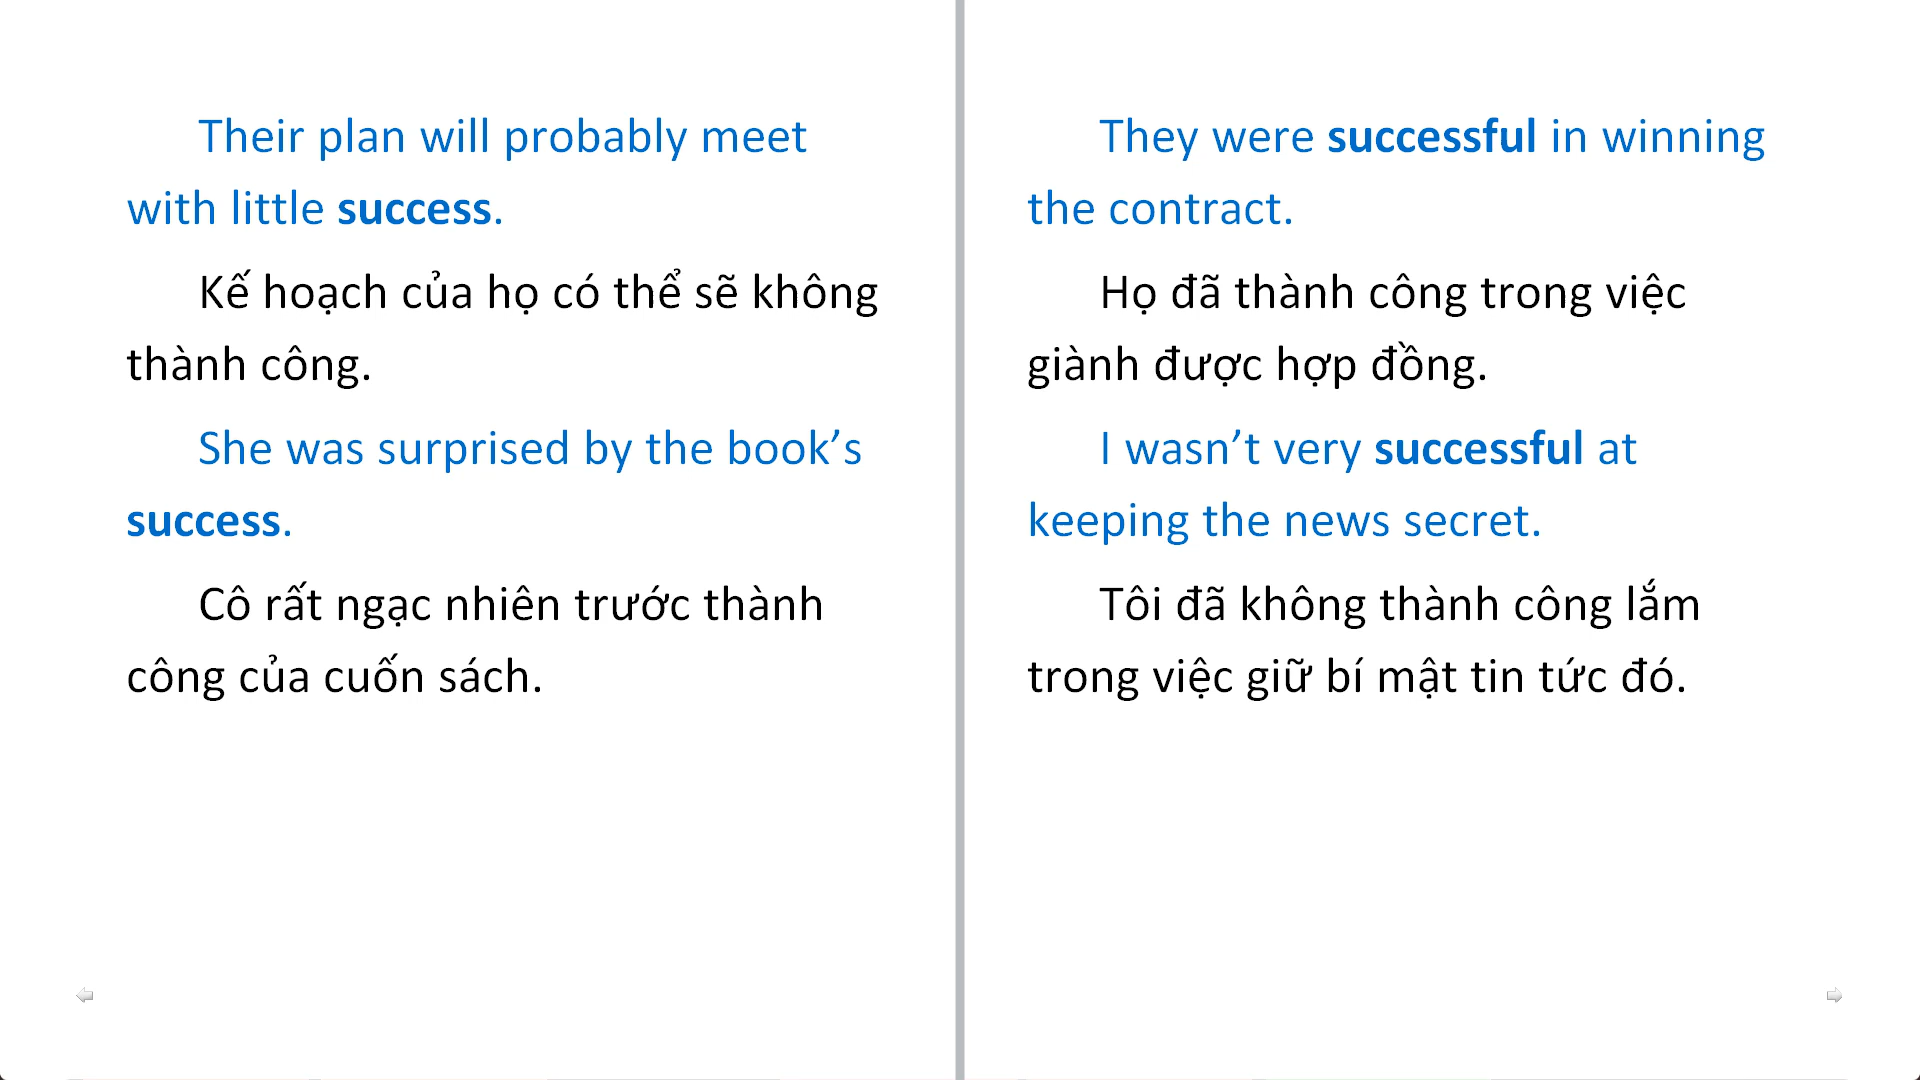 Their plan will probably meet
with little success.
Kế hoạch của họ có thể sẽ không
thành công.
She was surprised by the book’s
success.
Cô rất ngạc nhiên trước thành
công của cuốn sách.
They were successful in winning
the contract.
Họ đã thành công trong việc
giành được hợp đồng.
I wasn’t very successful at
keeping the news secret.
Tôi đã không thành công lắm
trong việc giữ bí mật tin tức đó.